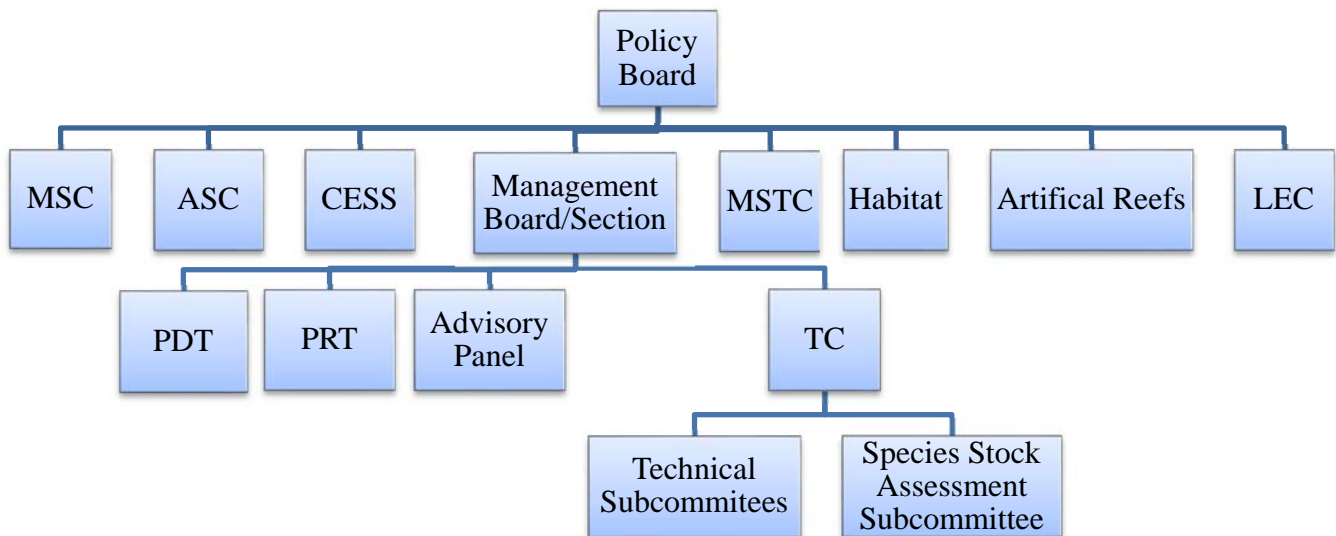 Policy
Board
MSC
ASC
CESS
Management
Board/Section
MSTC
Habitat
Artifical Reefs
LEC
PDT
PRT
Advisory
Panel
TC
Technical
Subcommitees
Species Stock
Assessment
Subcommittee